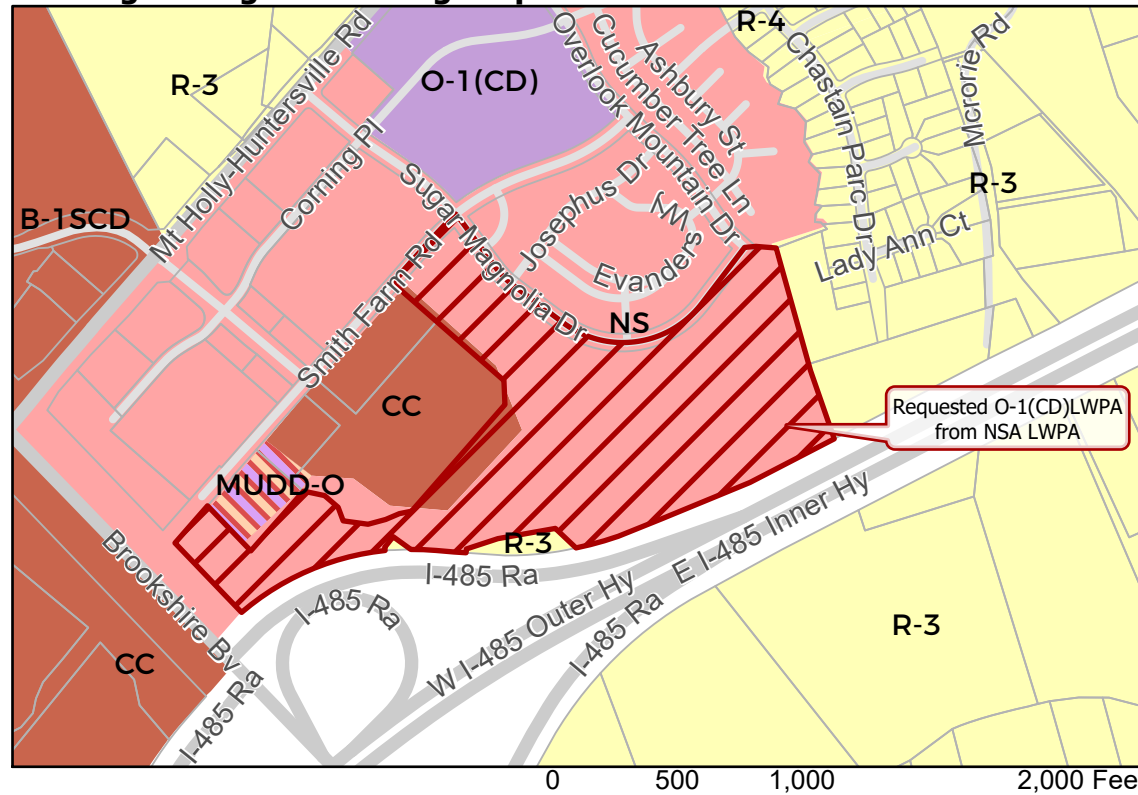 R-4
R-3
O-1(CD)
Mt Holly-Huntersville Rd
Corning Pl
Overlook Mountain Dr
Cucumber Tree Ln
Ashbury St
Chastain Parc Dr
Mcrorie Rd
R-3
B-1SCD
Sugar Magnolia Dr
Josephus Dr
Evanders Wy
Lady Ann Ct
Smith Farm Rd
NS
CC
Requested O-1(CD)LWPA
from NSA LWPA
MUDD-O
R-3
Brookshire Bv
I-485 Ra
I-485 Ra
W I-485 Outer Hy
E I-485 Inner Hy
I-485 Ra
R-3
CC
I-485 Ra
0 500 1,000 2,000 Fee